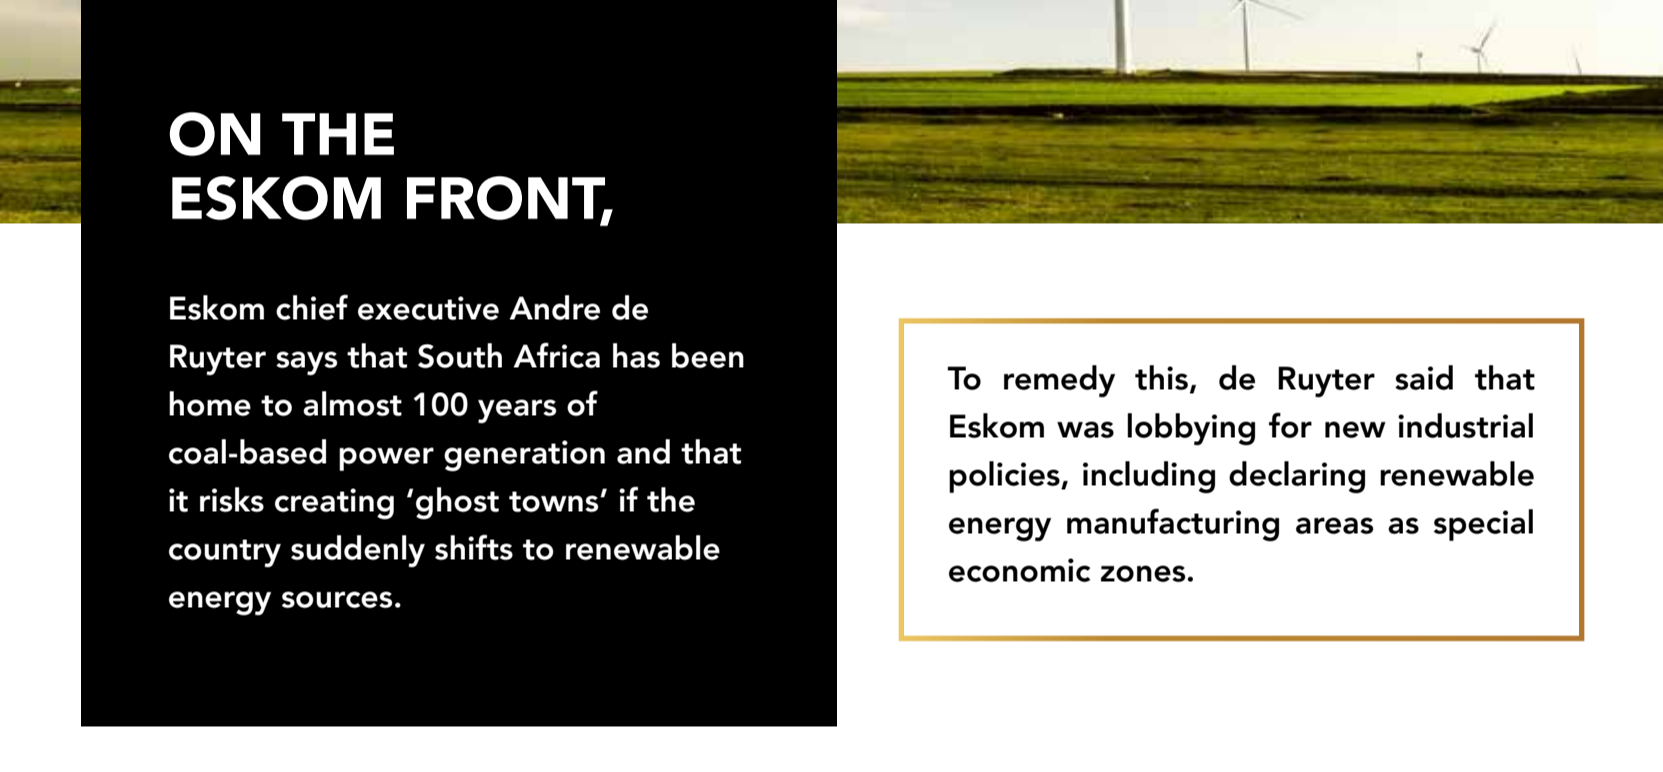 ON THE
ESKOM FRONT,
Eskom chief executive Andre de
Ruyter says that South Africa has been
home to almost 100 years of
coal-based power generation and that
it risks creating ‘ghost towns’ if the
country suddenly shifts to renewable
energy sources.
To remedy this, de Ruyter said that
Eskom was lobbying for new industrial
policies, including declaring renewable
energy manufacturing areas as special
economic zones.